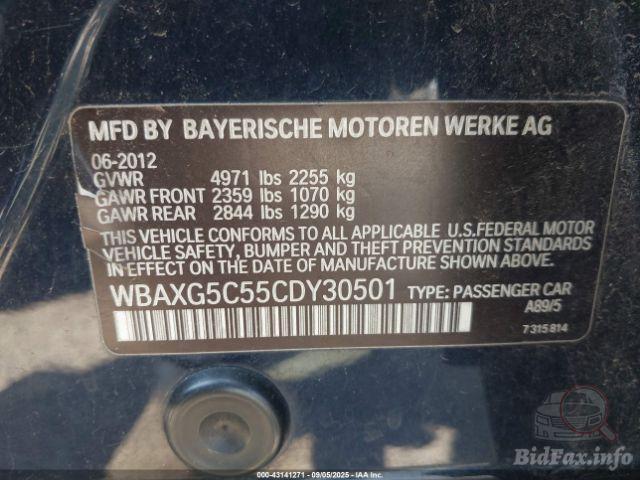 MFD BY BAYERISCHE MOTOREN WERKE AG
06-2012
GVWR 4971 lbs 2255 kg
GAWR FRONT 2359 lbs 1070 kg
GAWR REAR 2844 lbs 1290 kg
THIS VEHICLE CONFORMS TO ALL APPLICABLE U.S.FEDERAL MOTOR
VEHICLE SAFETY, BUMPER AND THEFT PREVENTION STANDARDS
IN EFFECT ON THE DATE OF MANUFACTURE SHOWN ABOVE.
WBAXG5C55CDY30501 TYPE: PASSENGER CAR
A89/5
7 315 814
BidFax.info
000-43141271 - 09/05/2025 - IAA Inc.